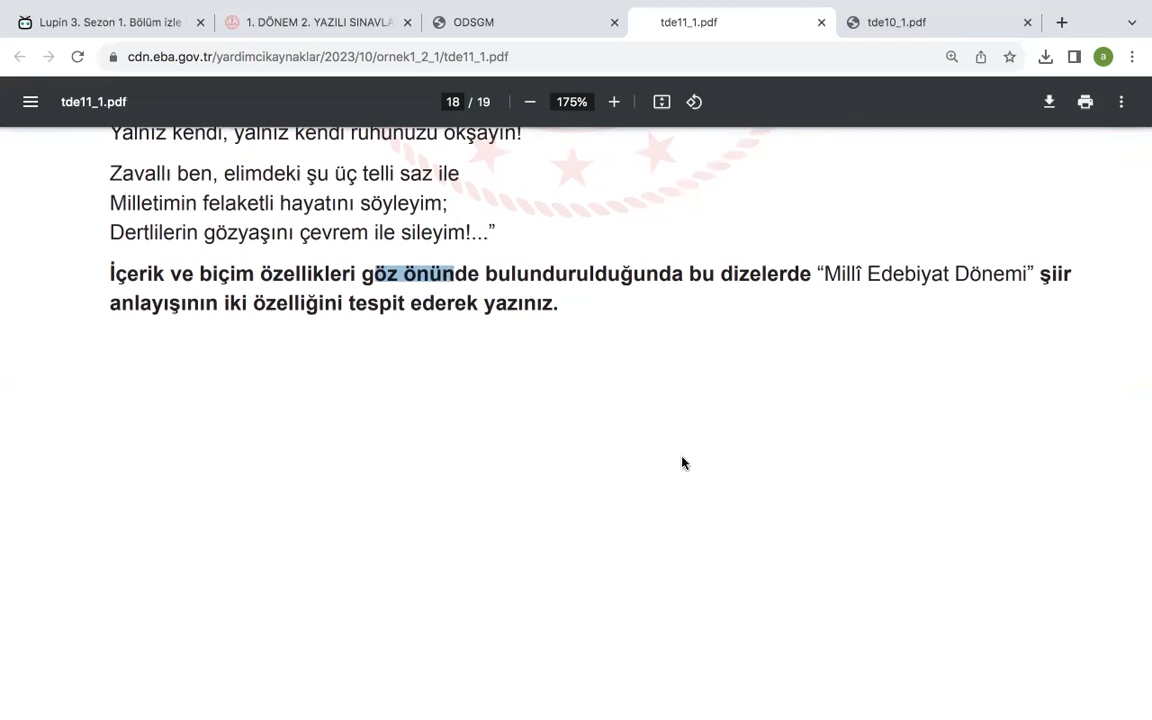 Lupin 3. Sezon 1. Bölüm izle
1. DÖNEM 2. YAZILI SINAVLA
ODSGM
tde11_1.pdf
tde10_1.pdf
cdn.eba.gov.tr/yardimcikaynaklar/2023/10/ornek1_2_1/tde11_1.pdf
a
tde11_1.pdf
18 / 19
175%
Yalnız kendi, yalnız kendi ruhunuzu okşayın!
Zavallı ben, elimdeki şu üç telli saz ile
Milletimin felaketli hayatını söyleyim;
Dertlilerin gözyaşını çevrem ile sileyim!...”
İçerik ve biçim özellikleri göz önünde bulundurulduğunda bu dizelerde “Millî Edebiyat Dönemi” şiir
anlayışının iki özelliğini tespit ederek yazınız.